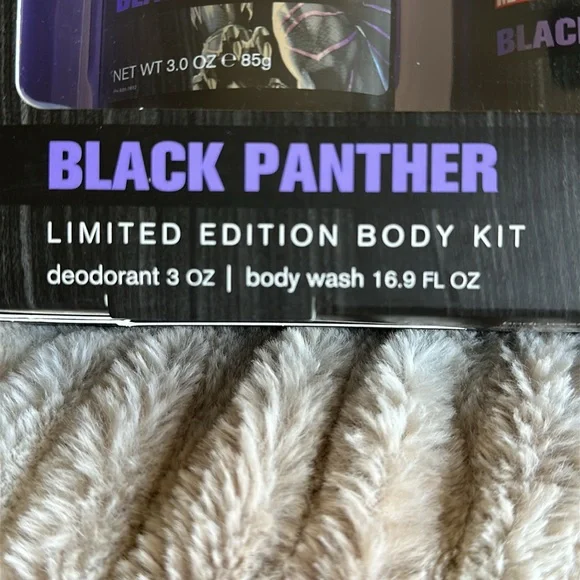 NET WT 3.0 OZ ℮ 85g
BLACK PANTHER
LIMITED EDITION BODY KIT
deodorant 3 OZ | body wash 16.9 FL OZ